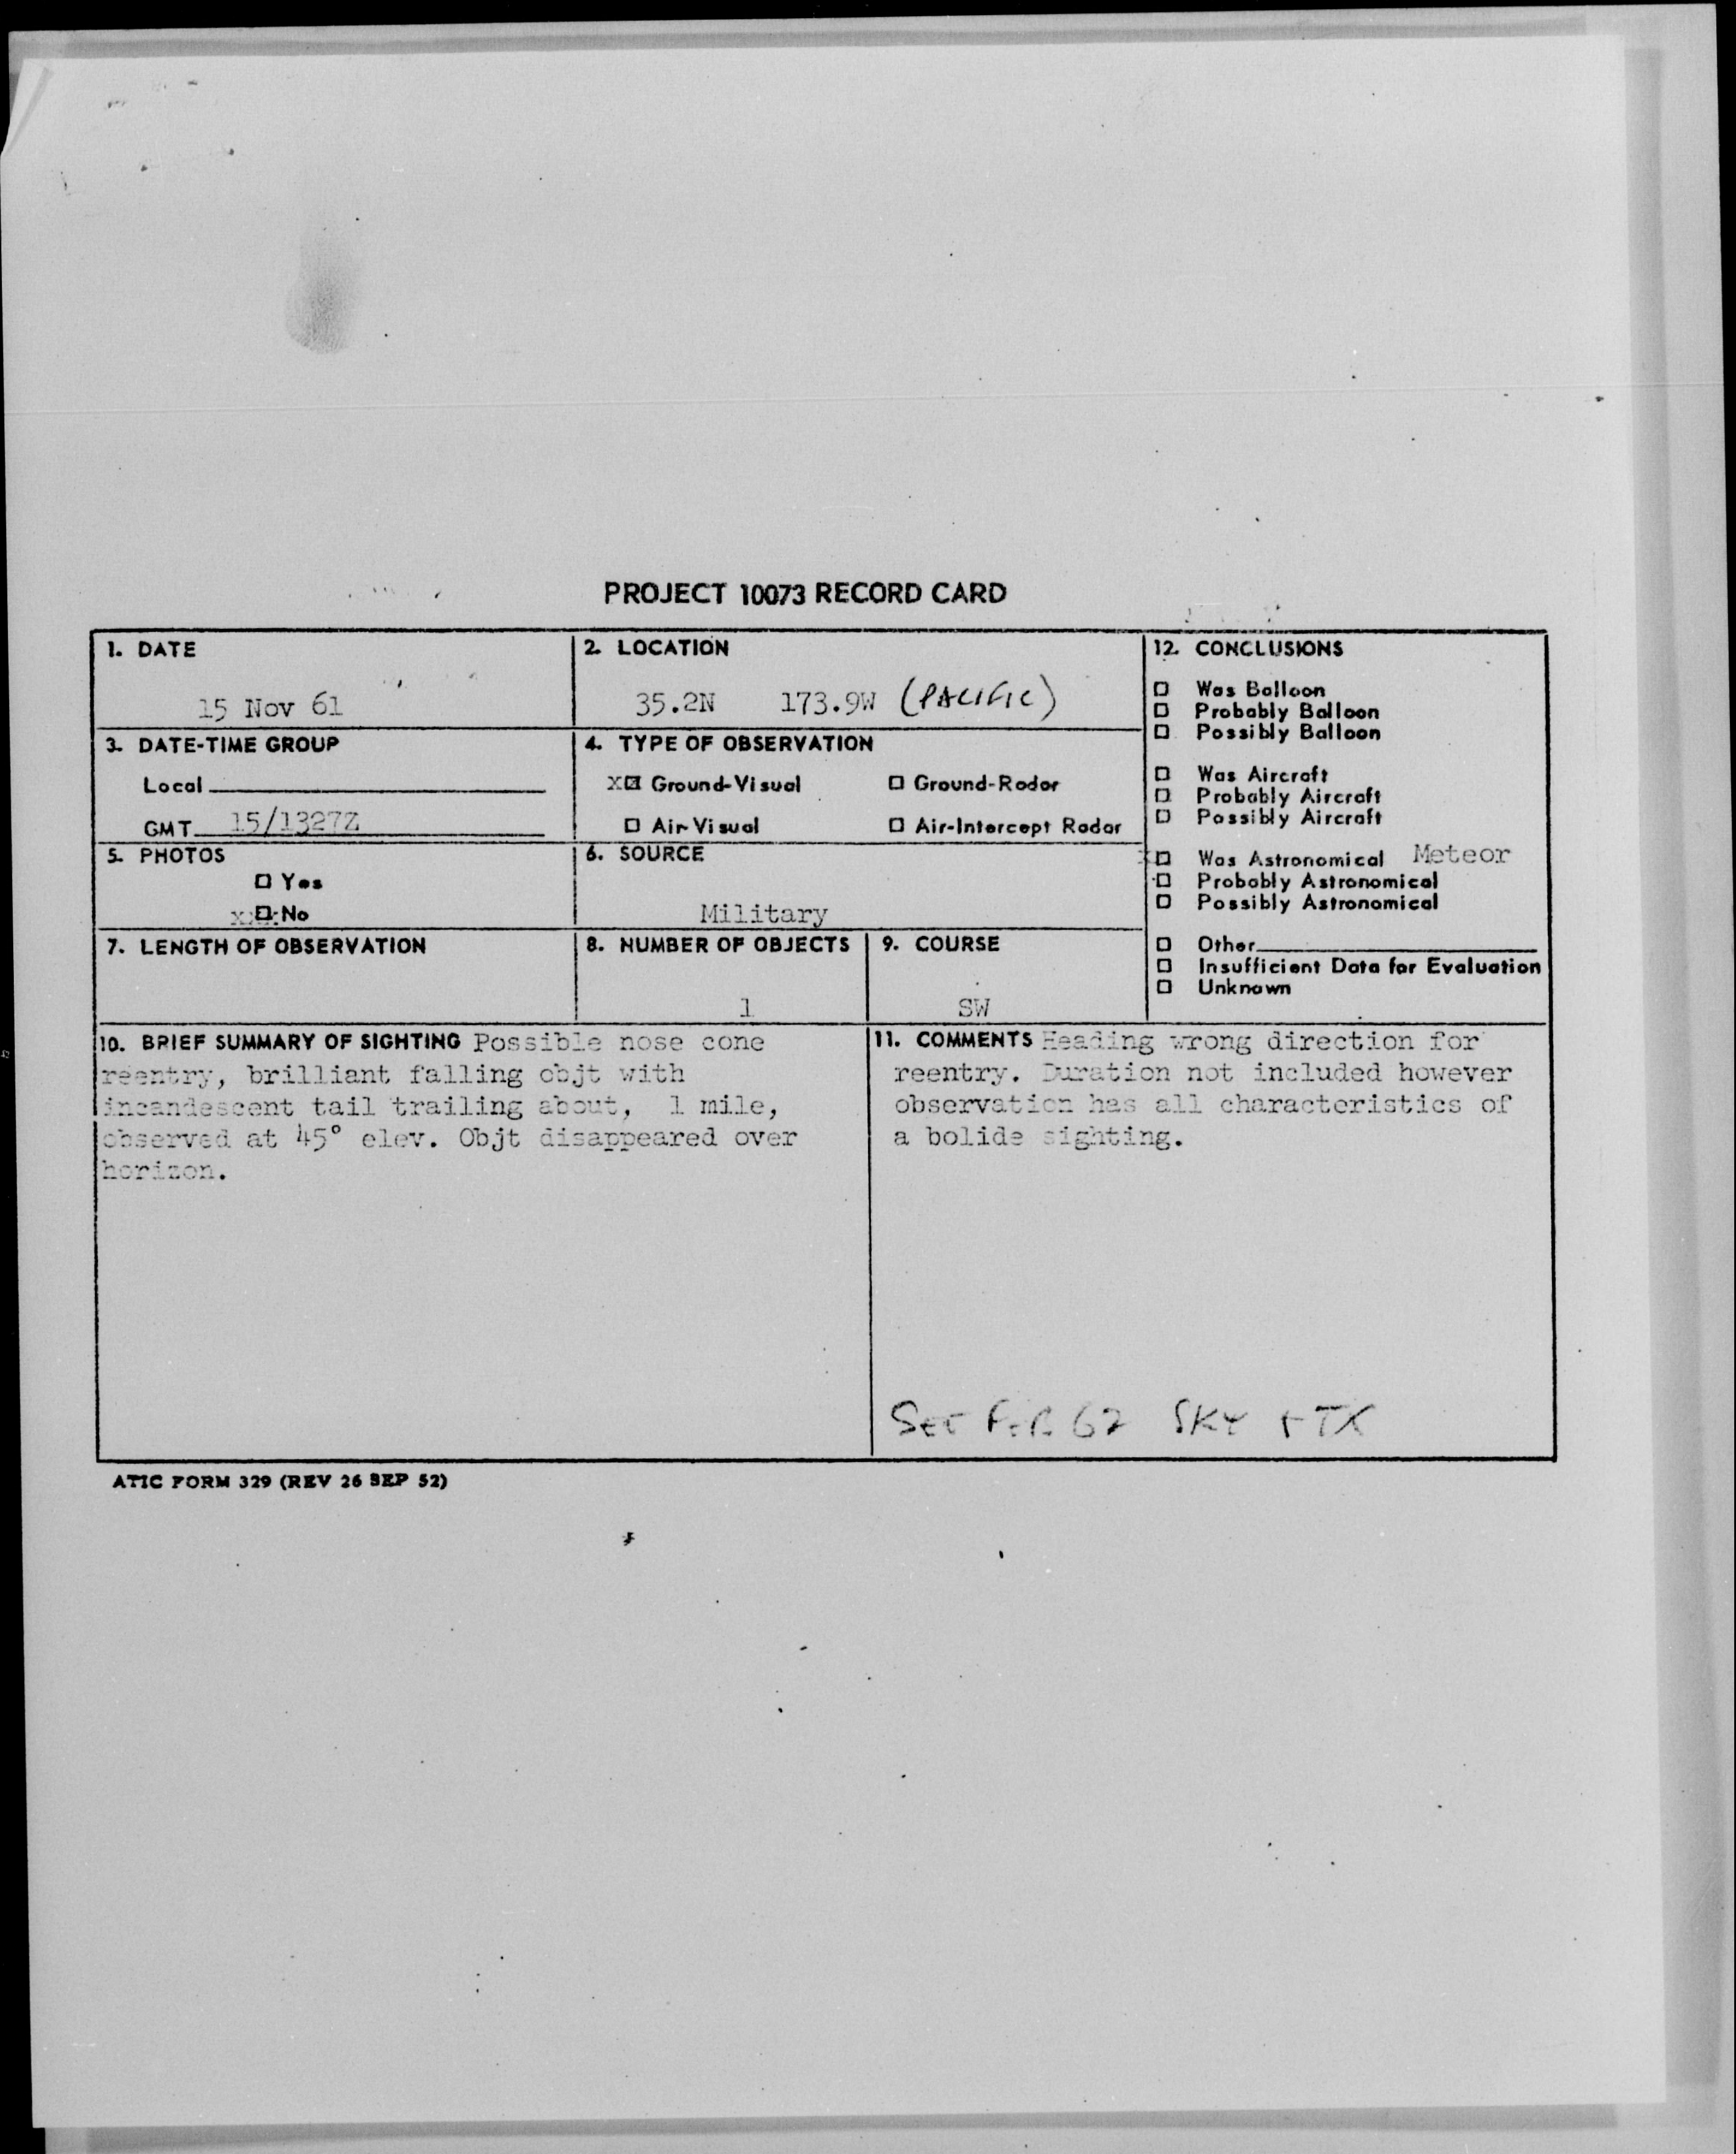 PROJECT 10073 RECORD CARD
1. DATE
15 Nov 61
2. LOCATION
35.2N 173.9W (PACIFIC)
3. DATE-TIME GROUP
Local
GMT 15/1327Z
4. TYPE OF OBSERVATION
X Ground-Visual
Ground-Radar
Air-Visual
Air-Intercept Radar
5. PHOTOS
Yes
xxx No
6. SOURCE
Military
7. LENGTH OF OBSERVATION
8. NUMBER OF OBJECTS
1
9. COURSE
SW
12. CONCLUSIONS
Was Balloon
Probably Balloon
Possibly Balloon
Was Aircraft
Probably Aircraft
Possibly Aircraft
x Was Astronomical Meteor
Probably Astronomical
Possibly Astronomical
Other
Insufficient Data for Evaluation
Unknown
10. BRIEF SUMMARY OF SIGHTING Possible nose cone
reentry, brilliant falling objt with
incandescent tail trailing about, 1 mile,
observed at 45° elev. Objt disappeared over
horizon.
11. COMMENTS Heading wrong direction for
reentry. Duration not included however
observation has all characteristics of
a bolide sighting.
SEE FEB 62 SKY
ATIC FORM 329 (REV 26 SEP 52)